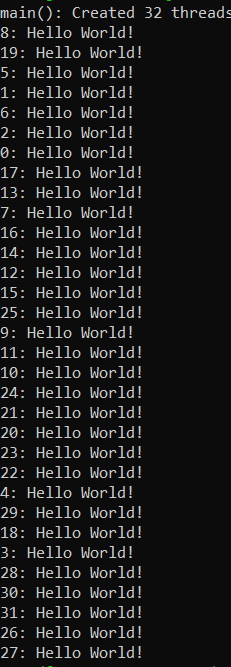 main(): Created 32 threads
8: Hello World!
19: Hello World!
5: Hello World!
1: Hello World!
6: Hello World!
2: Hello World!
0: Hello World!
17: Hello World!
13: Hello World!
7: Hello World!
16: Hello World!
14: Hello World!
12: Hello World!
15: Hello World!
25: Hello World!
9: Hello World!
11: Hello World!
10: Hello World!
24: Hello World!
21: Hello World!
20: Hello World!
23: Hello World!
22: Hello World!
4: Hello World!
29: Hello World!
18: Hello World!
3: Hello World!
28: Hello World!
30: Hello World!
31: Hello World!
26: Hello World!
27: Hello World!